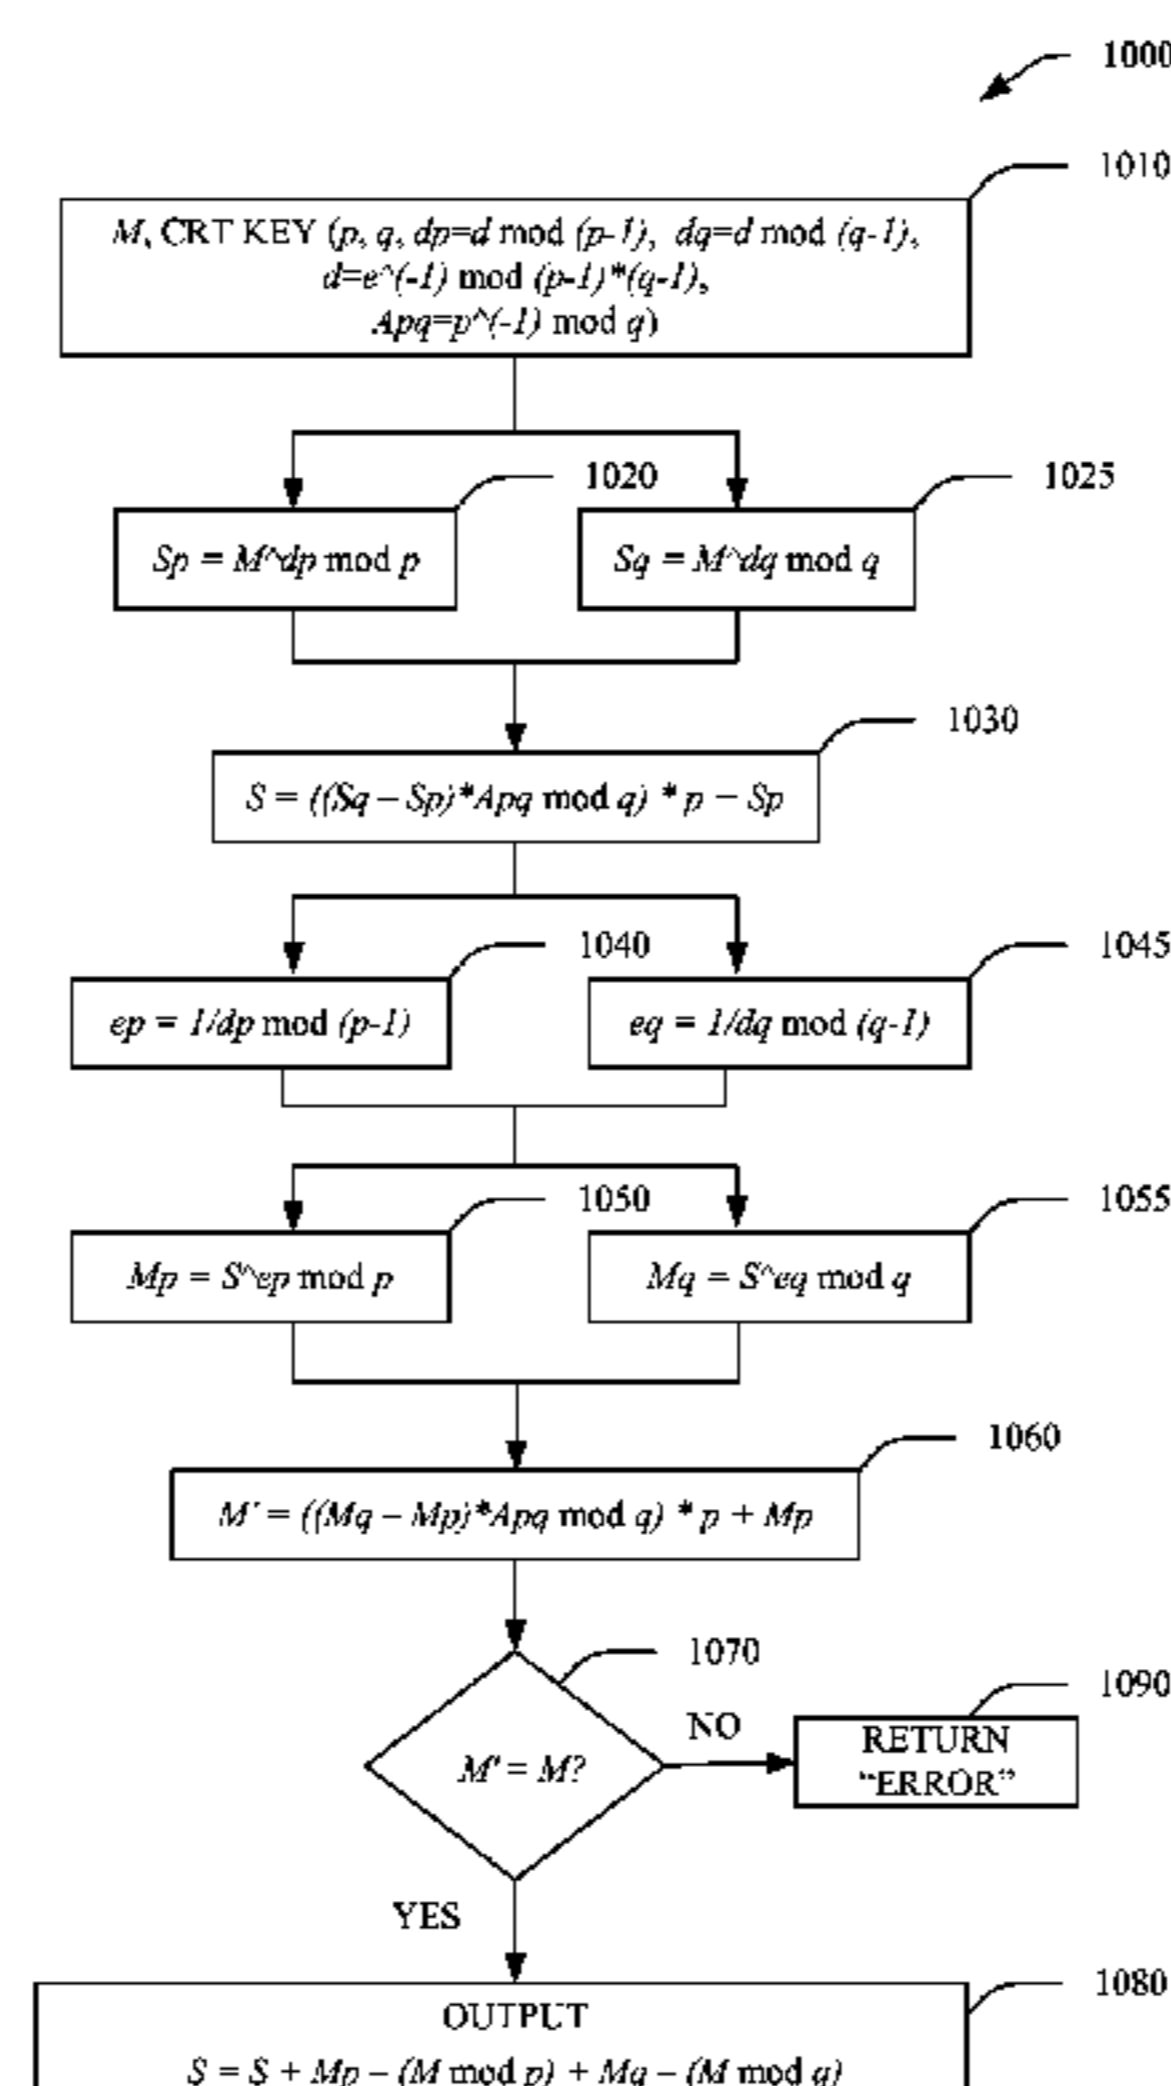 1000
1010
M, CRT KEY (p, q, dp=d mod (p-1), dq=d mod (q-1),
d=e^(-1) mod (p-1)*(q-1),
Apq=p^(-1) mod q)
1020
1025
Sp = M^dp mod p
Sq = M^dq mod q
1030
S = ((Sq – Sp)*Apq mod q) * p – Sp
1040
1045
ep = 1/dp mod (p-1)
eq = 1/dq mod (q-1)
1050
1055
Mp = S^ep mod p
Mq = S^eq mod q
1060
M' = ((Mq – Mp)*Apq mod q) * p + Mp
1070
1090
M' = M?
NO
RETURN
“ERROR”
YES
1080
OUTPUT
S = S + Mp – (M mod p) + Mq – (M mod q)